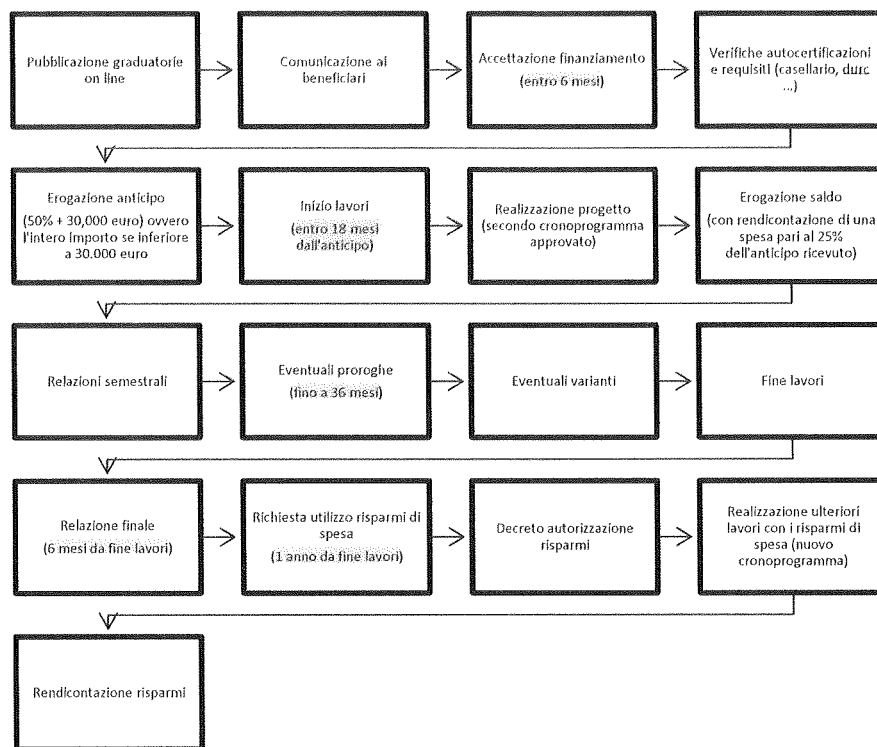 Pubblicazione graduatorie
on line
Comunicazione ai
beneficiari
Accettazione finanziamento
(entro 6 mesi)
Verifiche autocertificazioni
e requisiti (casellario, durc
...)
Erogazione anticipo
(50% + 30,000 euro) ovvero
l'intero importo se inferiore
a 30.000 euro
Inizio lavori
(entro 18 mesi
dall'anticipo)
Realizzazione progetto
(secondo cronoprogramma
approvato)
Erogazione saldo
(con rendicontazione di una
spesa pari al 25%
dell'anticipo ricevuto)
Relazioni semestrali
Eventuali proroghe
(fino a 36 mesi)
Eventuali varianti
Fine lavori
Relazione finale
(6 mesi da fine lavori)
Richiesta utilizzo risparmi di
spesa
(1 anno da fine lavori)
Decreto autorizzazione
risparmi
Realizzazione ulteriori
lavori con i risparmi di
spesa (nuovo
cronoprogramma)
Rendicontazione risparmi